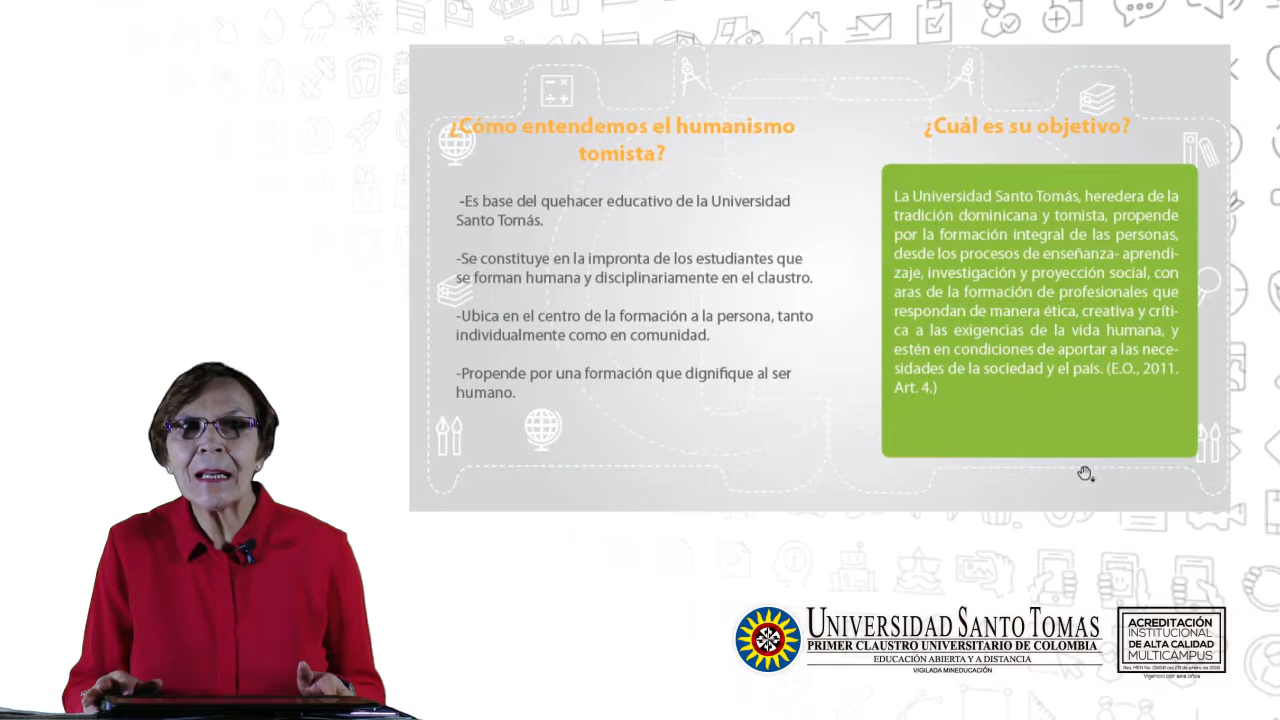 ¿Cómo entendemos el humanismo
tomista?
-Es base del quehacer educativo de la Universidad
Santo Tomás.
-Se constituye en la impronta de los estudiantes que
se forman humana y disciplinariamente en el claustro.
-Ubica en el centro de la formación a la persona, tanto
individualmente como en comunidad.
-Propende por una formación que dignifique al ser
humano.
¿Cuál es su objetivo?
La Universidad Santo Tomás, heredera de la
tradición dominicana y tomista, propende
por la formación integral de las personas,
desde los procesos de enseñanza- aprendi-
zaje, investigación y proyección social, con
aras de la formación de profesionales que
respondan de manera ética, creativa y críti-
ca a las exigencias de la vida humana, y
estén en condiciones de aportar a las nece-
sidades de la sociedad y el país. (E.O., 2011.
Art. 4.)
UNIVERSIDAD SANTO TOMAS
PRIMER CLAUSTRO UNIVERSITARIO DE COLOMBIA
EDUCACIÓN ABIERTA Y A DISTANCIA
VIGILADA MINEDUCACIÓN
ACREDITACIÓN
INSTITUCIONAL
DE ALTA CALIDAD
MULTICAMPUS
Vigencia por seis años